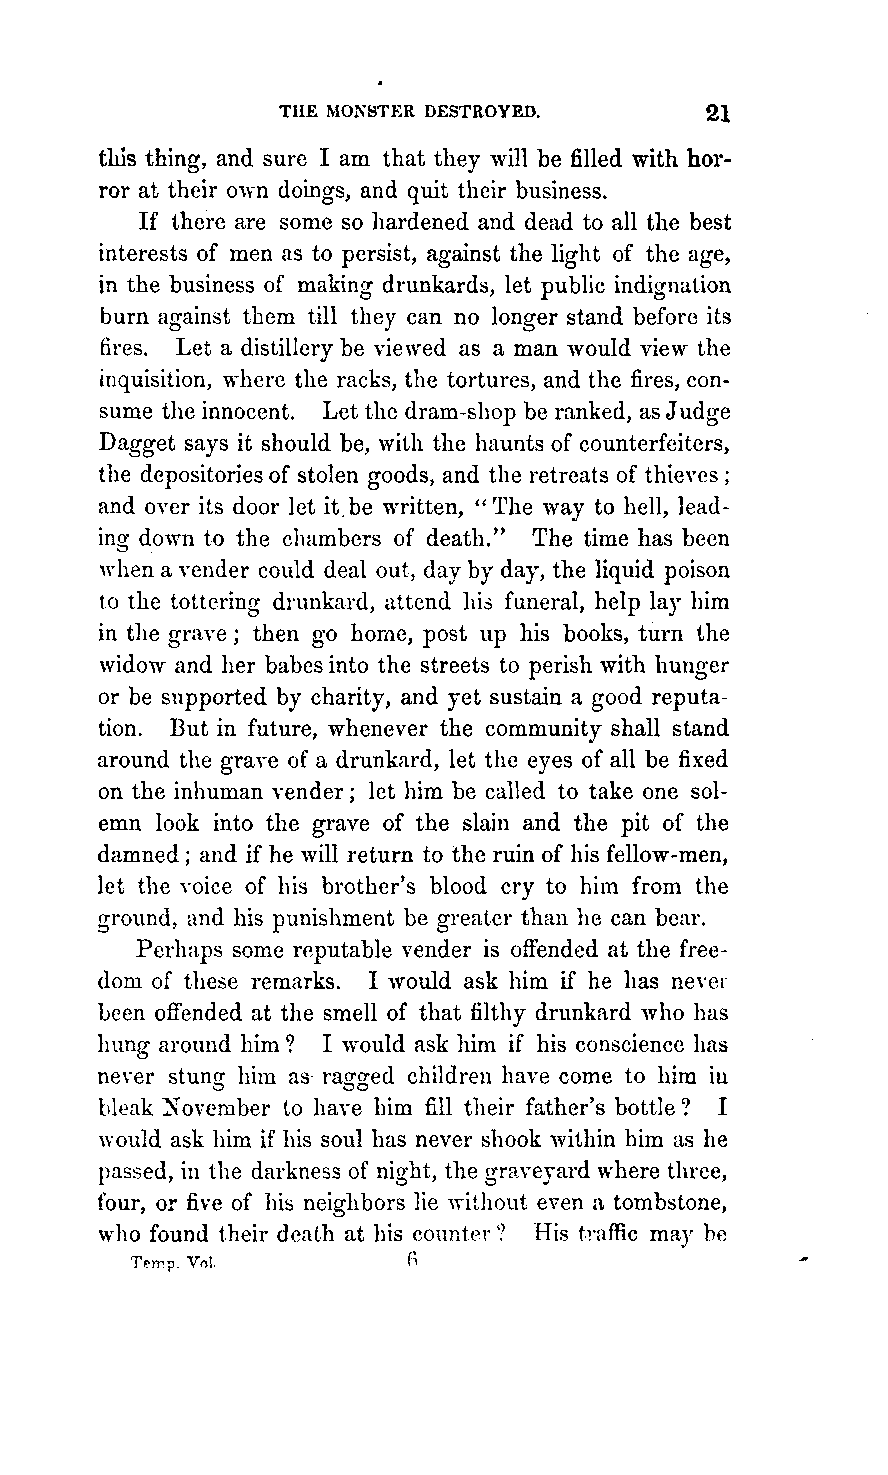 THE MONSTER DESTROYED. 21
this thing, and sure I am that they will be filled with hor-
ror at their own doings, and quit their business.
If there are some so hardened and dead to all the best
interests of men as to persist, against the light of the age,
in the business of making drunkards, let public indignation
burn against them till they can no longer stand before its
fires. Let a distillery be viewed as a man would view the
inquisition, where the racks, the tortures, and the fires, con-
sume the innocent. Let the dram-shop be ranked, as Judge
Dagget says it should be, with the haunts of counterfeiters,
the depositories of stolen goods, and the retreats of thieves;
and over its door let it be written, "The way to hell, lead-
ing down to the chambers of death." The time has been
when a vender could deal out, day by day, the liquid poison
to the tottering drunkard, attend his funeral, help lay him
in the grave; then go home, post up his books, turn the
widow and her babes into the streets to perish with hunger
or be supported by charity, and yet sustain a good reputa-
tion. But in future, whenever the community shall stand
around the grave of a drunkard, let the eyes of all be fixed
on the inhuman vender; let him be called to take one sol-
emn look into the grave of the slain and the pit of the
damned; and if he will return to the ruin of his fellow-men,
let the voice of his brother's blood cry to him from the
ground, and his punishment be greater than he can bear.
Perhaps some reputable vender is offended at the free-
dom of these remarks. I would ask him if he has never
been offended at the smell of that filthy drunkard who has
hung around him? I would ask him if his conscience has
never stung him as ragged children have come to him in
bleak November to have him fill their father's bottle? I
would ask him if his soul has never shook within him as he
passed, in the darkness of night, the graveyard where three,
four, or five of his neighbors lie without even a tombstone,
who found their death at his counter? His traffic may be
Temp. Vol. 6